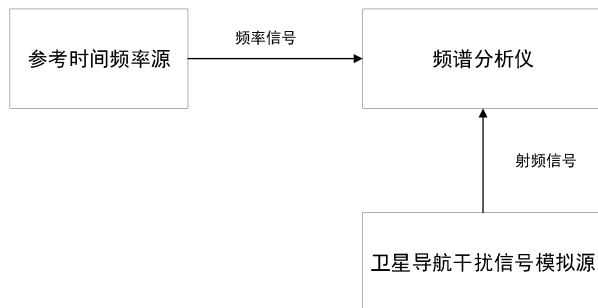 参考时间频率源
频率信号
频谱分析仪
射频信号
卫星导航干扰信号模拟源